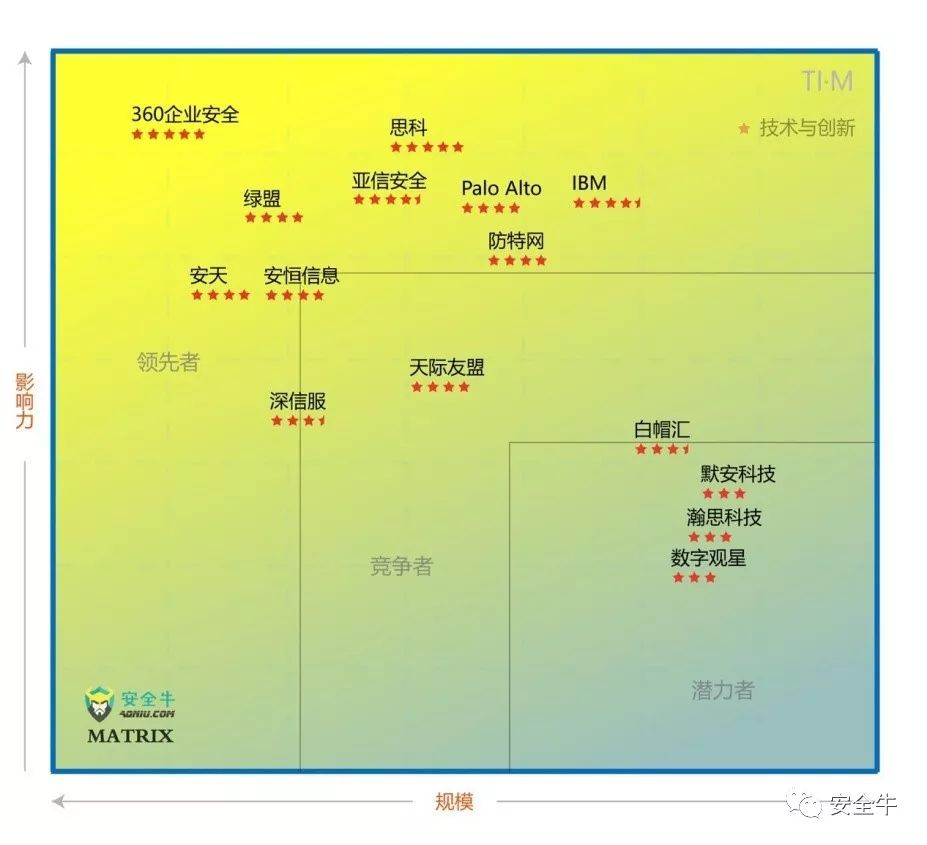 TI·M
360企业安全
思科
技术与创新
亚信安全
Palo Alto
IBM
绿盟
防特网
安天
安恒信息
领先者
天际友盟
影响力
深信服
白帽汇
默安科技
瀚思科技
数字观星
竞争者
潜力者
安全牛
AQNIU.COM
MATRIX
规模
安全牛